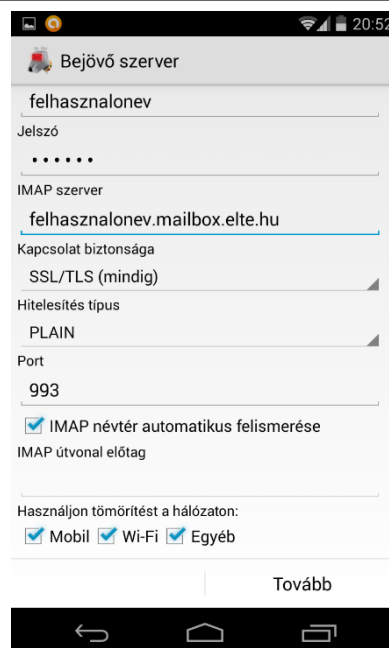 20:52
Bejövő szerver
felhasznalonev
Jelszó
••••••
IMAP szerver
felhasznalonev.mailbox.elte.hu
Kapcsolat biztonsága
SSL/TLS (mindig)
Hitelesítés típus
PLAIN
Port
993
IMAP névtér automatikus felismerése
IMAP útvonal előtag
Használjon tömörítést a hálózaton:
Mobil Wi-Fi Egyéb
Tovább